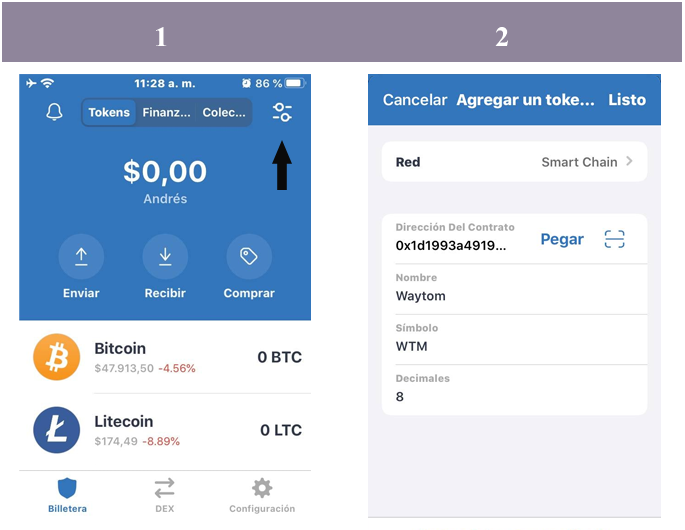 1
2
11:28 a. m.
86 %
Tokens
Finanz...
Colec...
$0,00
Andrés
Enviar
Recibir
Comprar
Bitcoin
$47.913,50 -4.56%
0 BTC
Litecoin
$174,49 -8.89%
0 LTC
Billetera
DEX
Configuración
Cancelar
Agregar un toke...
Listo
Red
Smart Chain
Dirección Del Contrato
0x1d1993a4919...
Pegar
Nombre
Waytom
Símbolo
WTM
Decimales
8